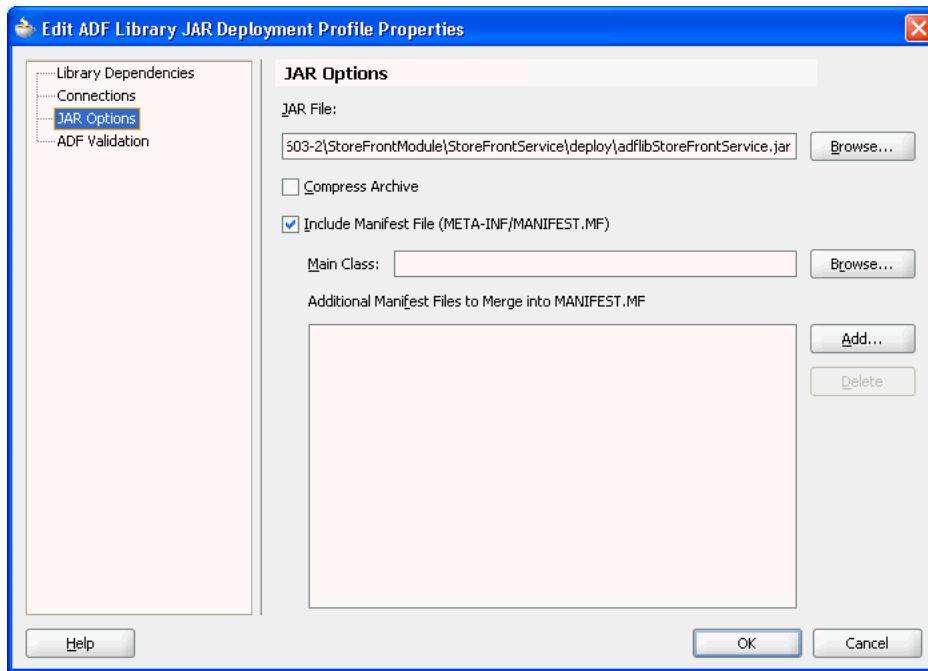 Edit ADF Library JAR Deployment Profile Properties
Library Dependencies
Connections
JAR Options
ADF Validation
JAR Options
JAR File:
603-2\StoreFrontModule\StoreFrontService\deploy\adflibStoreFrontService.jar
Browse...
Compress Archive
Include Manifest File (META-INF/MANIFEST.MF)
Main Class:
Browse...
Additional Manifest Files to Merge into MANIFEST.MF
Add...
Delete
Help
OK
Cancel